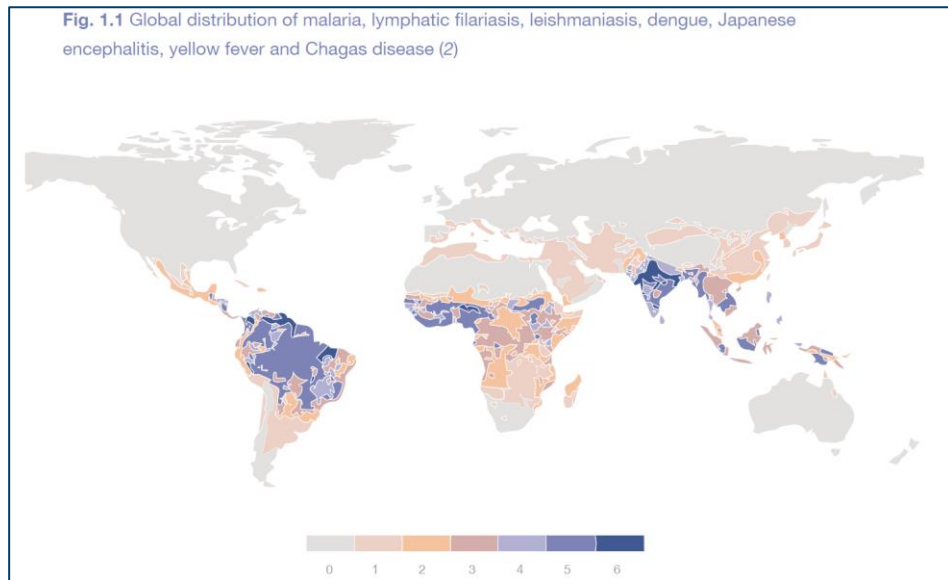 Fig. 1.1 Global distribution of malaria, lymphatic filariasis, leishmaniasis, dengue, Japanese
encephalitis, yellow fever and Chagas disease (2)
0 1 2 3 4 5 6